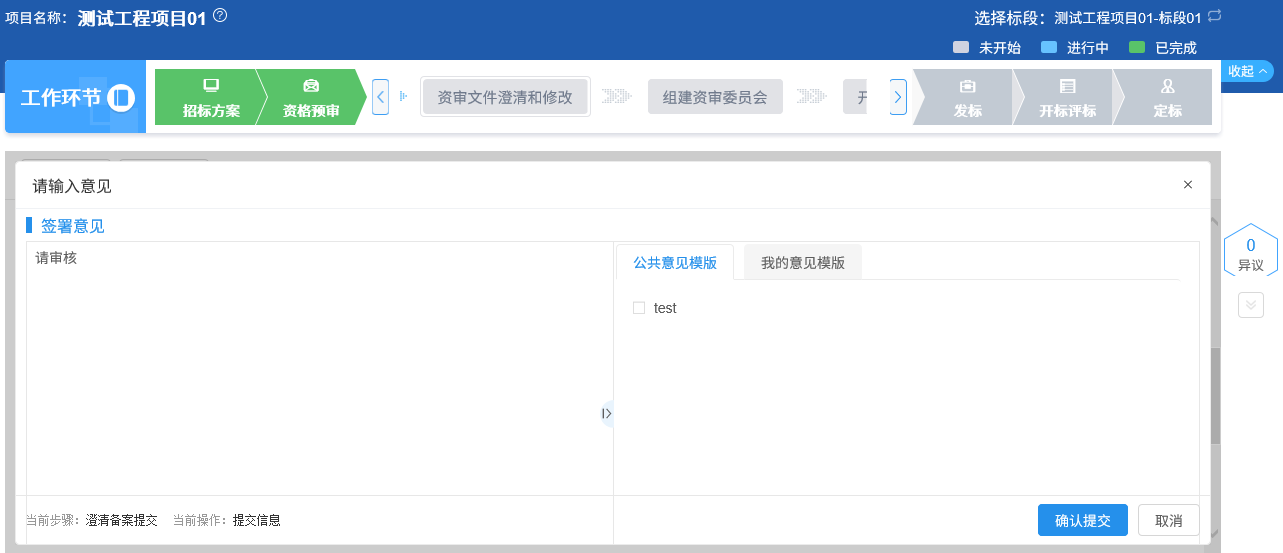 项目名称： 测试工程项目01
选择标段： 测试工程项目01-标段01
未开始 进行中 已完成
收起
工作环节
招标方案
资格预审
资审文件澄清和修改
组建资审委员会
发标
开标评标
定标
请输入意见
签署意见
请审核
公共意见模版 我的意见模版
test
0
异议
当前步骤： 澄清备案提交 当前操作： 提交信息
确认提交 取消